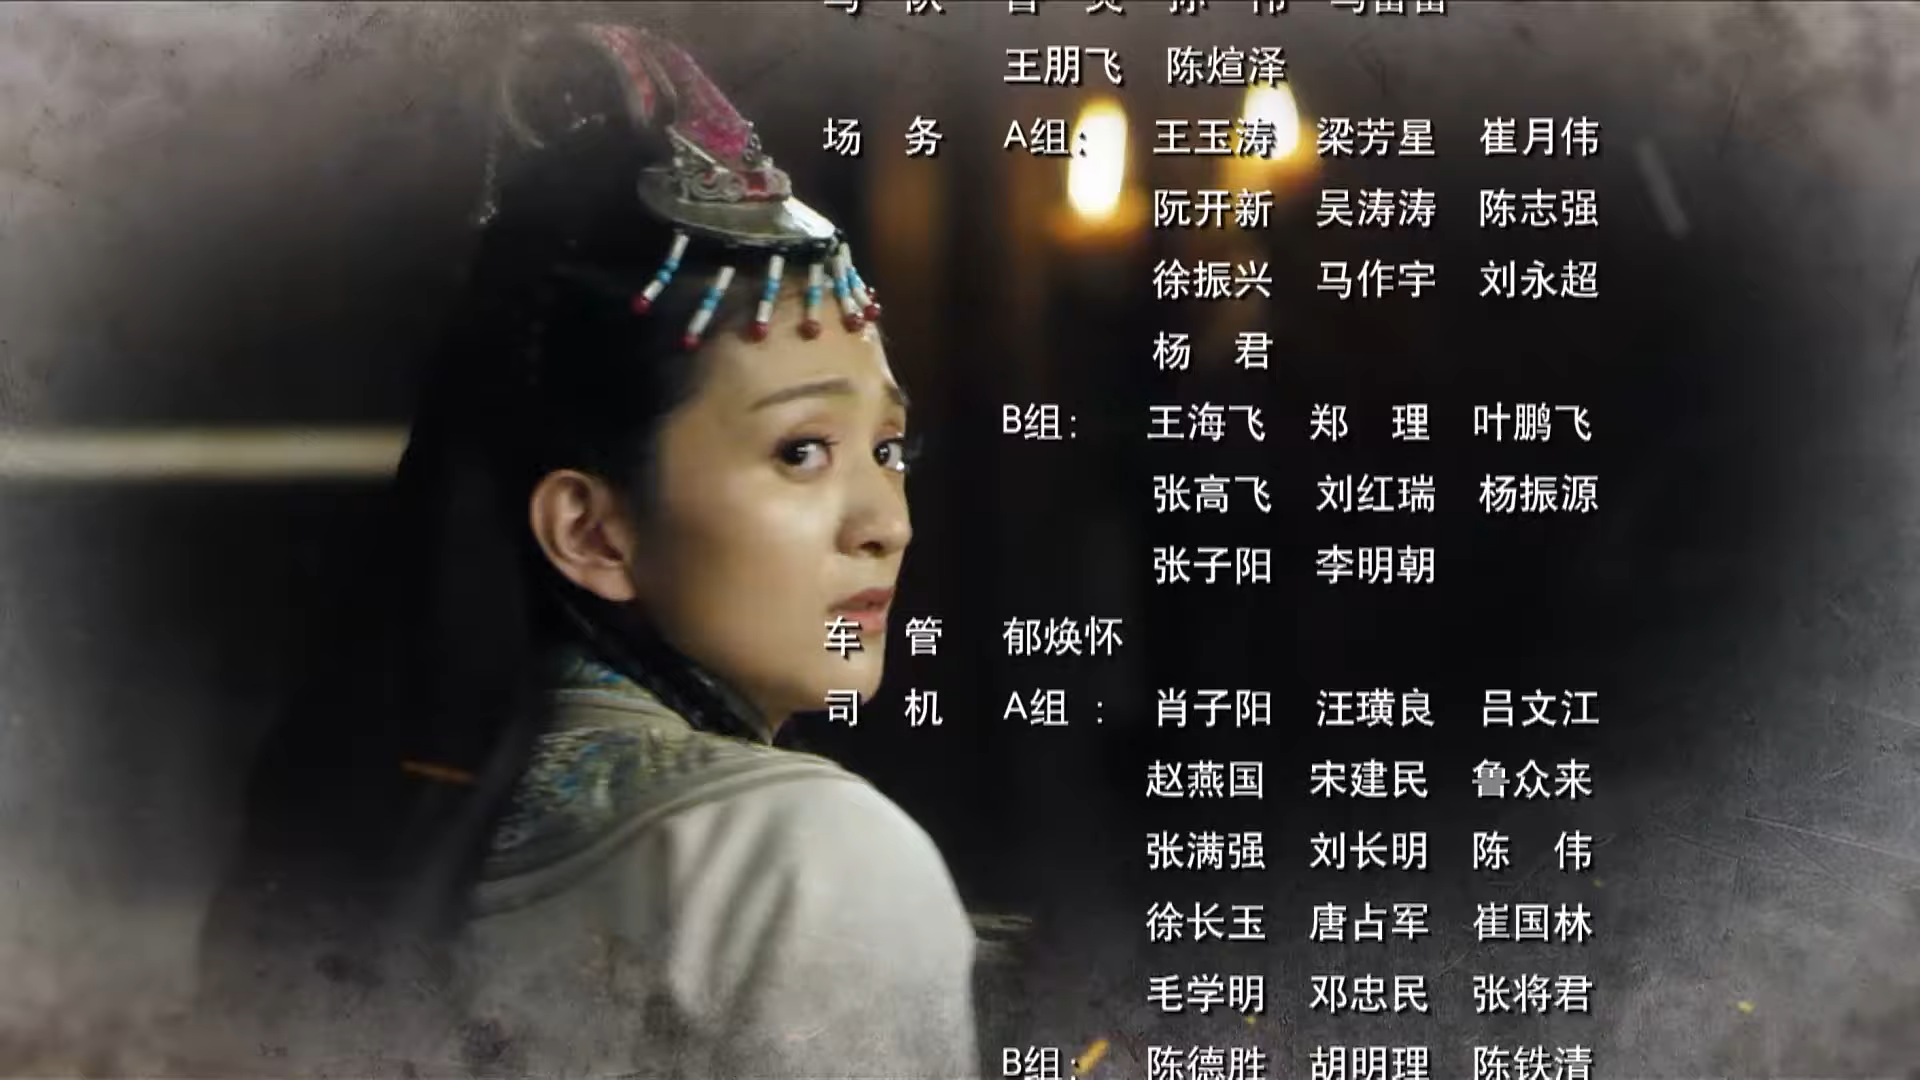 王朋飞 陈煊泽
场 务 A组: 王玉涛 梁芳星 崔月伟
阮开新 吴涛涛 陈志强
徐振兴 马作宇 刘永超
杨 君
B组: 王海飞 郑 理 叶鹏飞
张高飞 刘红瑞 杨振源
张子阳 李明朝
车 管 郁焕怀
司 机 A组 : 肖子阳 汪璜良 吕文江
赵燕国 宋建民 鲁众来
张满强 刘长明 陈 伟
徐长玉 唐占军 崔国林
毛学明 邓忠民 张将君
B组: 陈德胜 胡明理 陈铁清